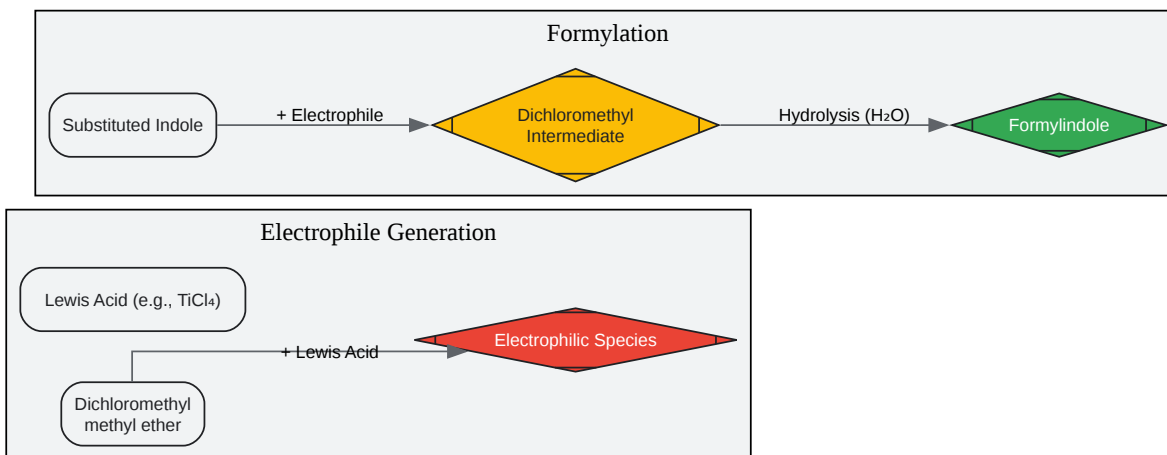 Formylation
Substituted Indole
+ Electrophile
Dichloromethyl
Intermediate
Hydrolysis (H₂O)
Formylindole
Electrophile Generation
Lewis Acid (e.g., TiCl₄)
+ Lewis Acid
Electrophilic Species
Dichloromethyl
methyl ether